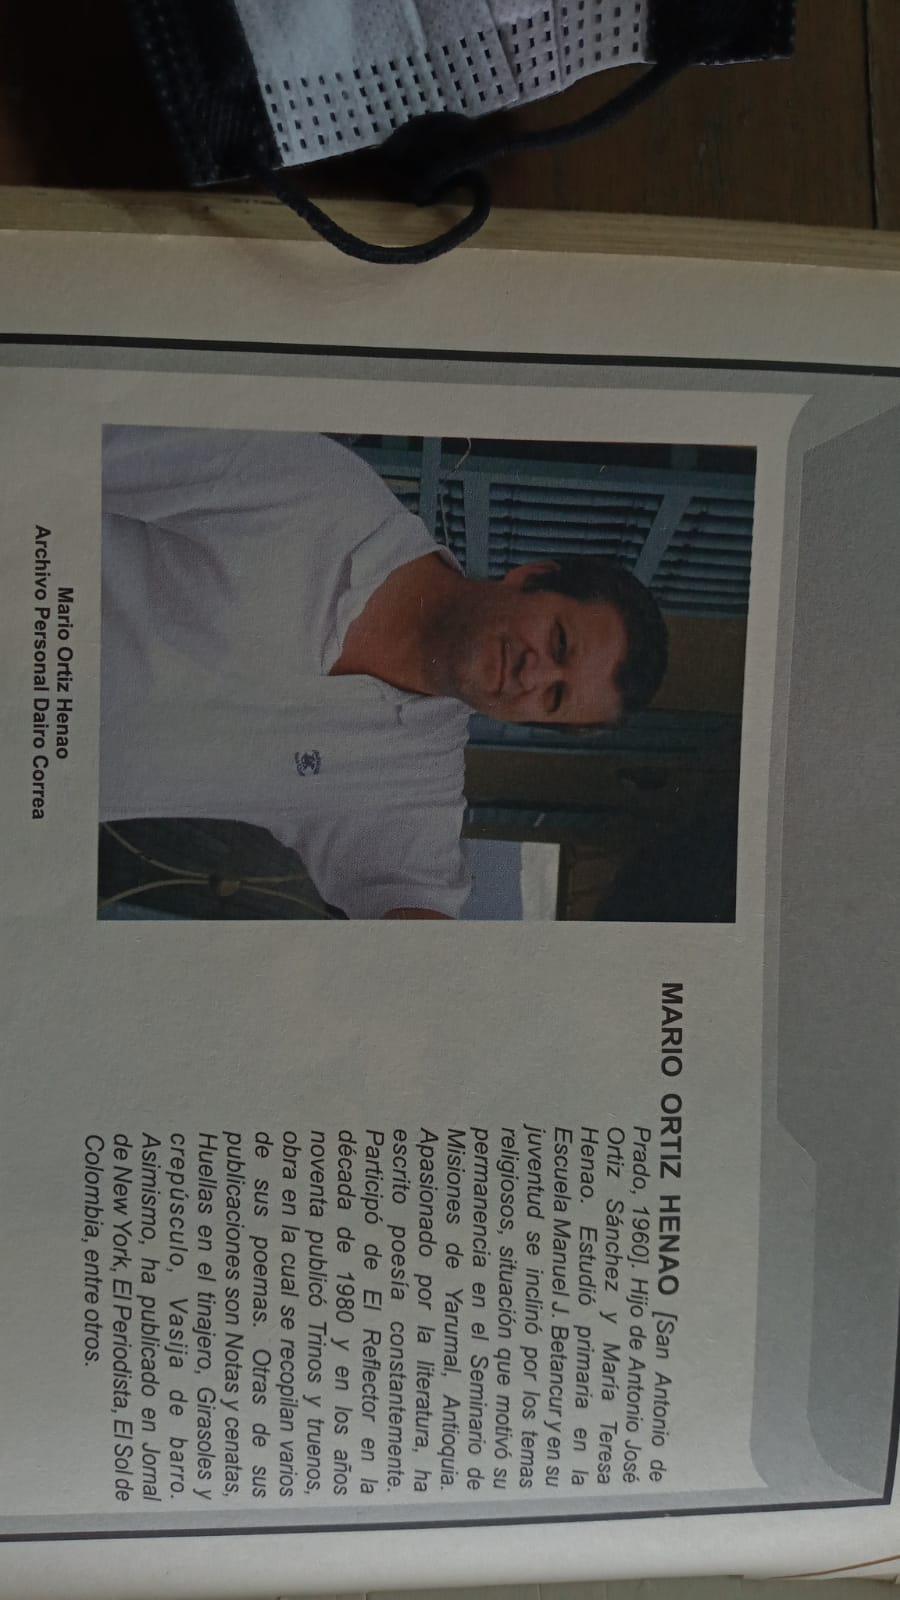 MARIO ORTIZ HENAO [San Antonio de
Prado, 1960]. Hijo de Antonio José
Ortiz Sánchez y María Teresa
Henao. Estudió primaria en la
Escuela Manuel J. Betancur y en su
juventud se inclinó por los temas
religiosos, situación que motivó su
permanencia en el Seminario de
Misiones de Yarumal, Antioquia.
Apasionado por la literatura, ha
escrito poesía constantemente.
Participó de El Reflector en la
década de 1980 y en los años
noventa publicó Trinos y truenos,
obra en la cual se recopilan varios
de sus poemas. Otras de sus
publicaciones son Notas y cenatas,
Huellas en el tinajero, Girasoles y
crepúsculo, Vasija de barro.
Asimismo, ha publicado en Jornal
de New York, El Periodista, El Sol de
Colombia, entre otros.
Mario Ortiz Henao
Archivo Personal Dairo Correa